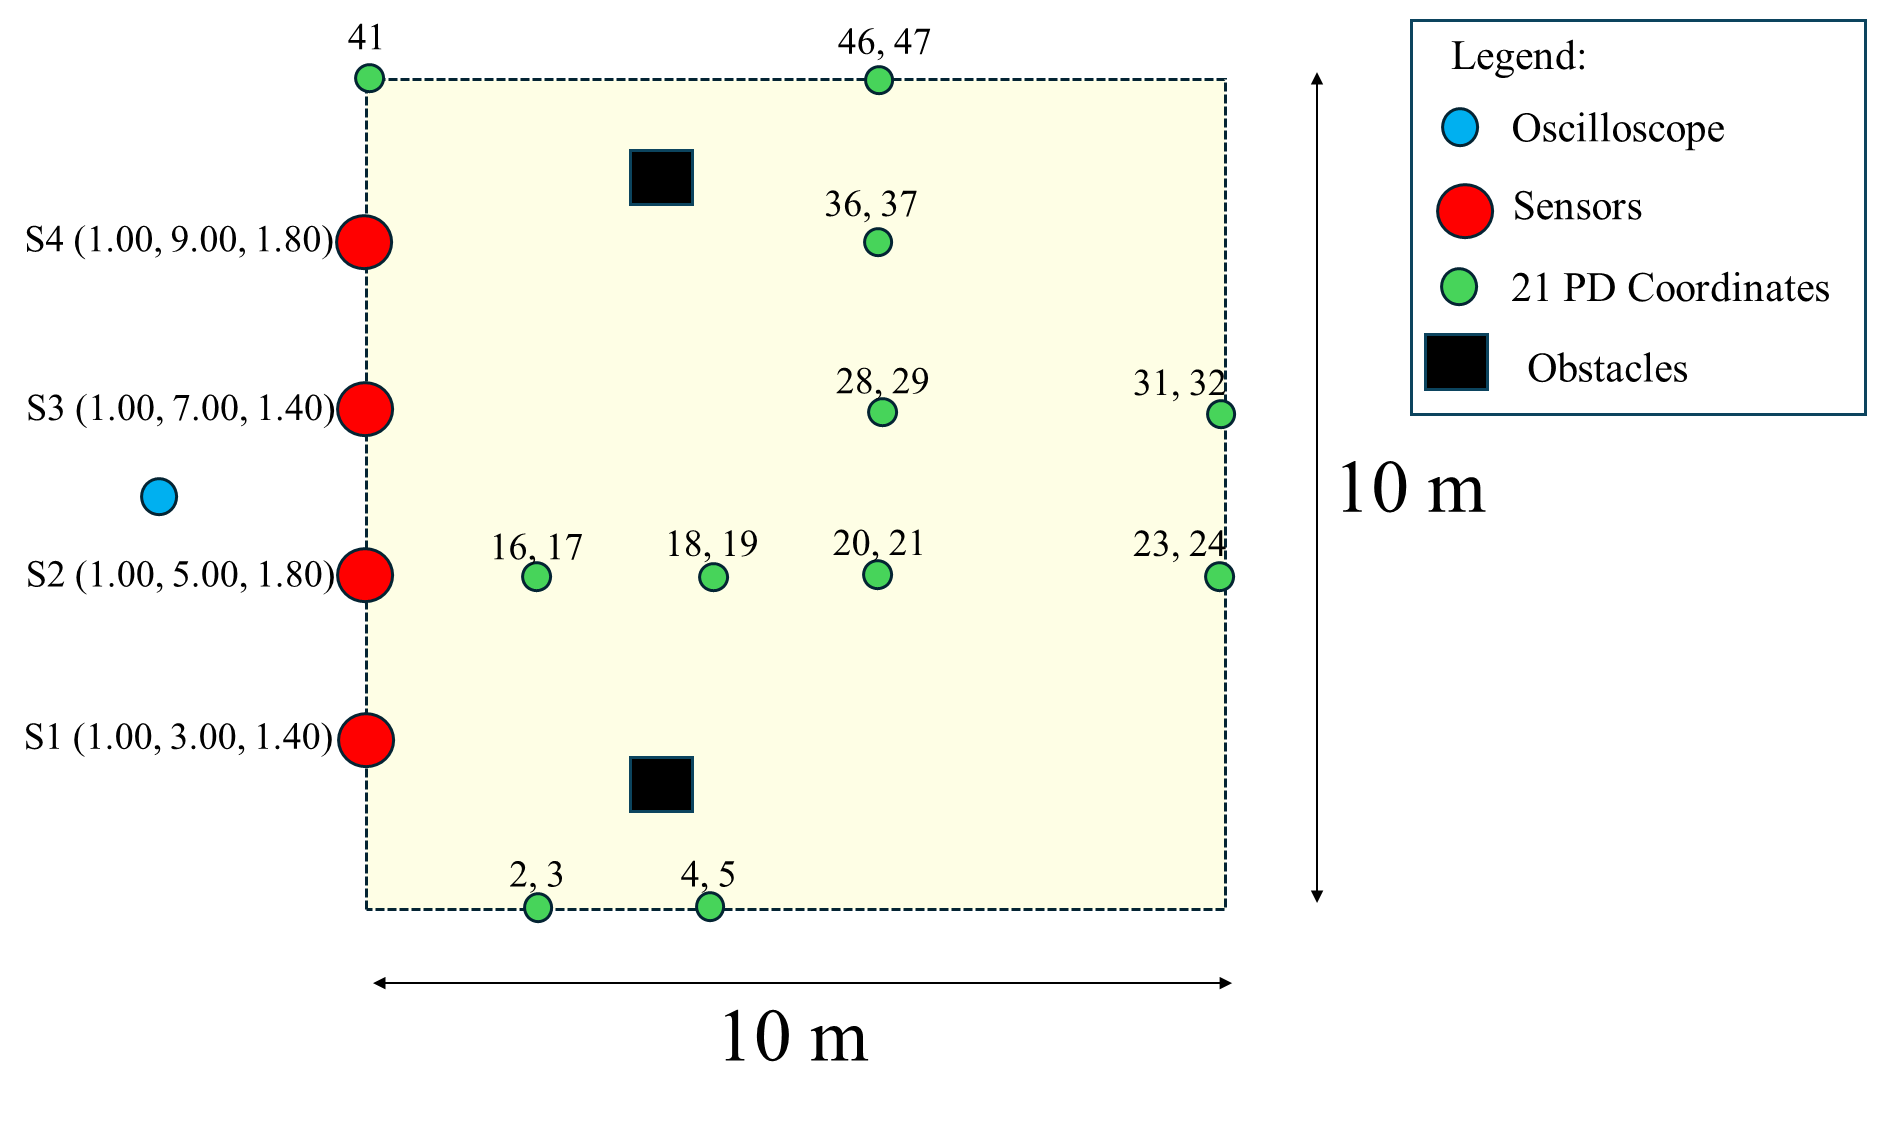 41
46, 47
Legend:
Oscilloscope
Sensors
21 PD Coordinates
Obstacles
36, 37
S4 (1.00, 9.00, 1.80)
28, 29
31, 32
S3 (1.00, 7.00, 1.40)
10 m
16, 17
18, 19
20, 21
23, 24
S2 (1.00, 5.00, 1.80)
S1 (1.00, 3.00, 1.40)
2, 3
4, 5
10 m